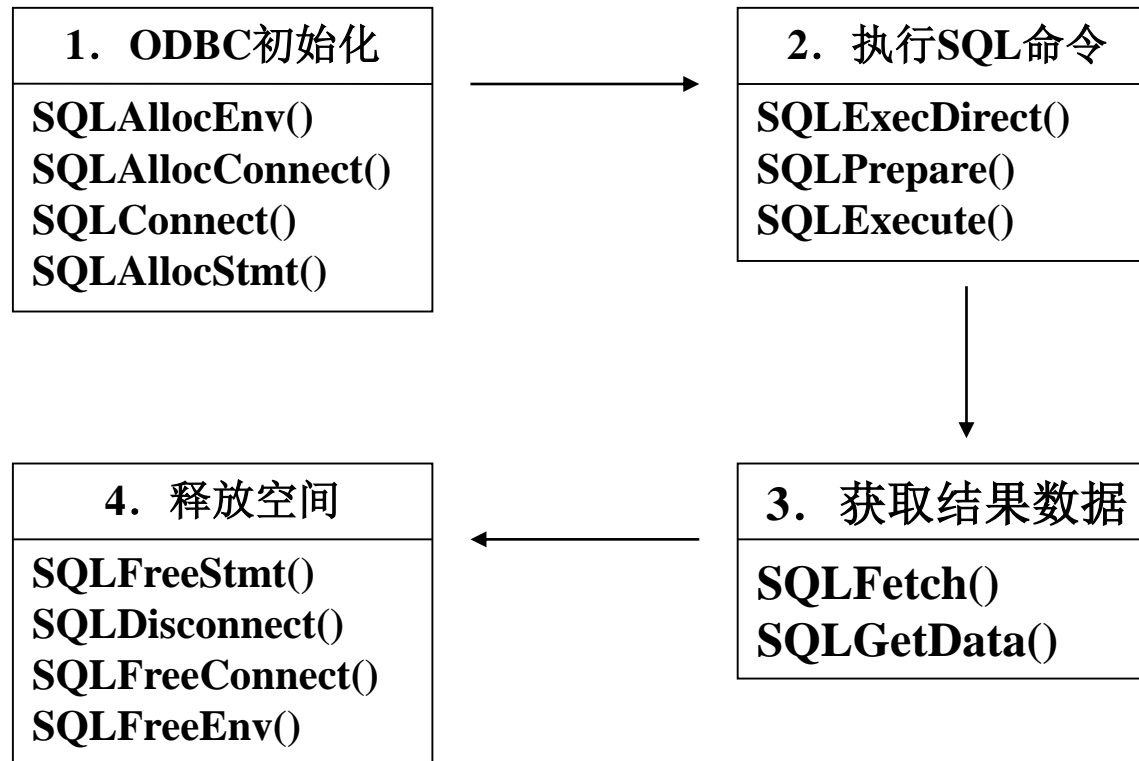 1. ODBC初始化
SQLAllocEnv()
SQLAllocConnect()
SQLConnect()
SQLAllocStmt()
2. 执行SQL命令
SQLExecDirect()
SQLPrepare()
SQLExecute()
3. 获取结果数据
SQLFetch()
SQLGetData()
4. 释放空间
SQLFreeStmt()
SQLDisconnect()
SQLFreeConnect()
SQLFreeEnv()